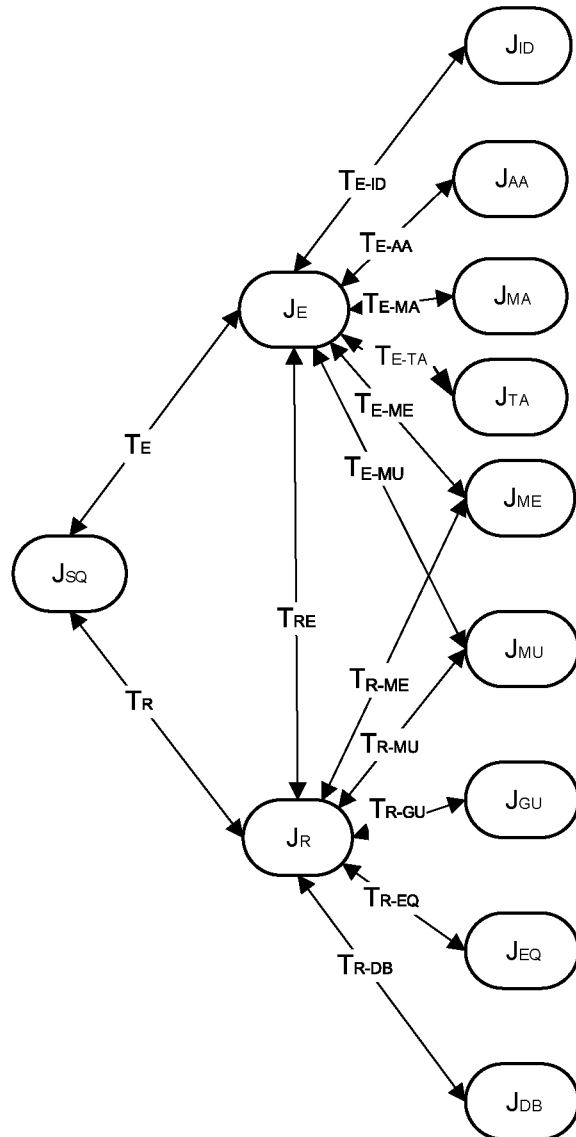 JID
TE-ID
JAA
TE-AA
JMA
TE-MA
JE
TE-TA
JTA
TE-ME
TE
TE-MU
JME
JSQ
TRE
JMU
TR-ME
TR
TR-MU
JGU
TR-GU
JR
TR-EQ
JEQ
TR-DB
JDB